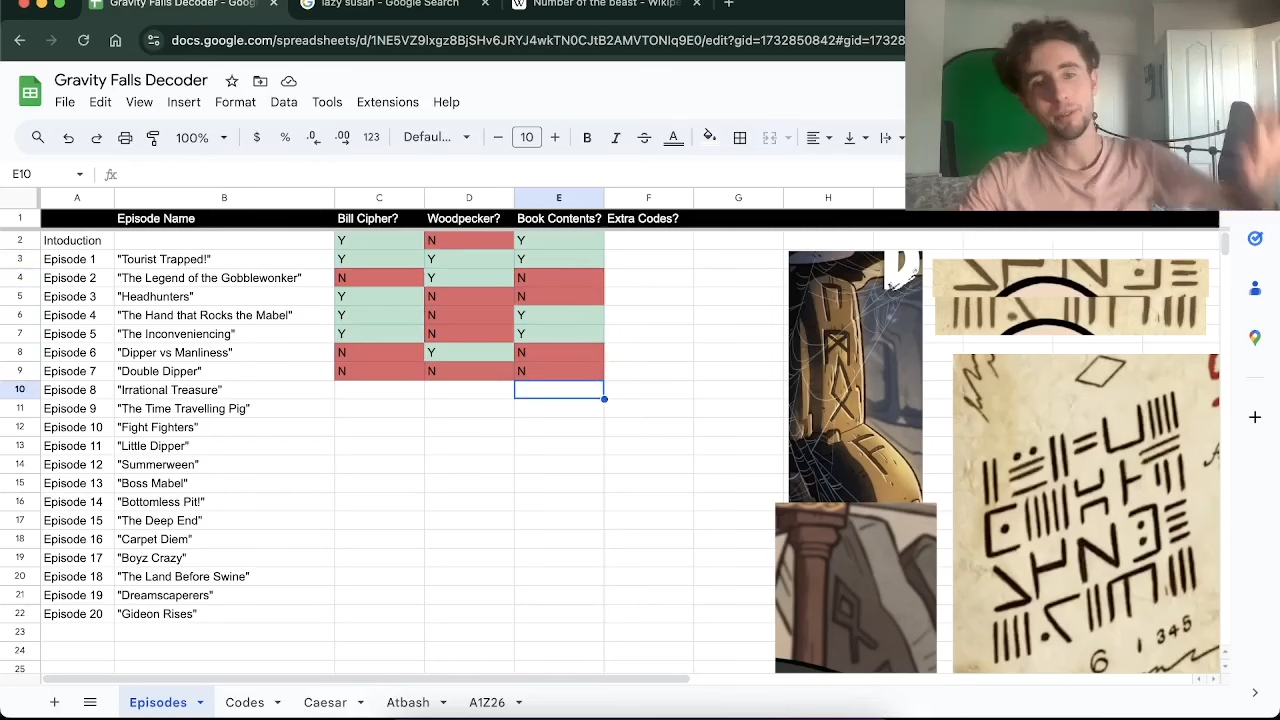 Gravity Falls Decoder - Goog
lazy susan - Google Search
Number of the beast - Wikipe
docs.google.com/spreadsheets/d/1NE5VZ9lxgz8BjSHv6JRYJ4wkTN0CJtB2AMVTONlq9E0/edit?gid=1732850842#gid=17328
Gravity Falls Decoder
File Edit View Insert Format Data Tools Extensions Help
100% $ % .0 .00 123 Defaul... 10 B I A
E10 fx
A B C D E F G H
1 Episode Name Bill Cipher? Woodpecker? Book Contents? Extra Codes?
2 Intoduction Y N Y
3 Episode 1 "Tourist Trapped!" Y Y Y
4 Episode 2 "The Legend of the Gobblewonker" N Y N
5 Episode 3 "Headhunters" Y N N
6 Episode 4 "The Hand that Rocks the Mabel" Y N Y
7 Episode 5 "The Inconveniencing" Y N Y
8 Episode 6 "Dipper vs Manliness" N Y N
9 Episode 7 "Double Dipper" N N N
10 Episode 8 "Irrational Treasure"
11 Episode 9 "The Time Travelling Pig"
12 Episode 10 "Fight Fighters"
13 Episode 11 "Little Dipper"
14 Episode 12 "Summerween"
15 Episode 13 "Boss Mabel"
16 Episode 14 "Bottomless Pit!"
17 Episode 15 "The Deep End"
18 Episode 16 "Carpet Diem"
19 Episode 17 "Boyz Crazy"
20 Episode 18 "The Land Before Swine"
21 Episode 19 "Dreamscaperers"
22 Episode 20 "Gideon Rises"
23
24
25
6 1 345
Episodes Codes Caesar Atbash A1Z26